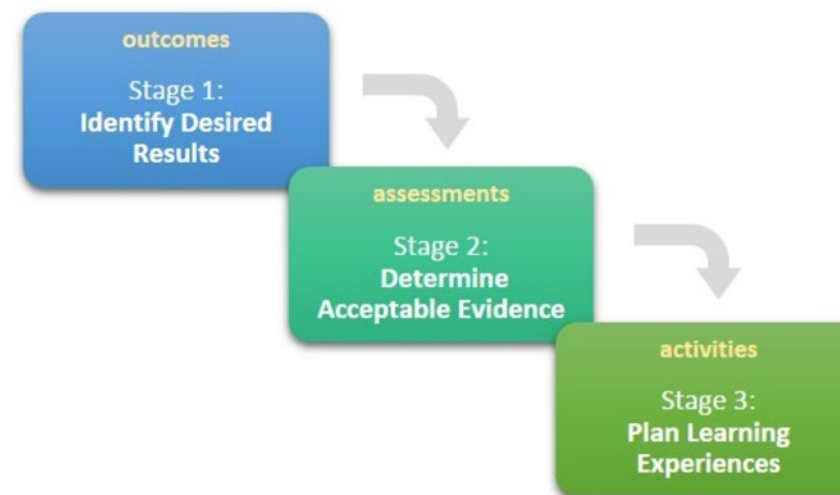 outcomes
Stage 1:
Identify Desired
Results
assessments
Stage 2:
Determine
Acceptable Evidence
activities
Stage 3:
Plan Learning
Experiences